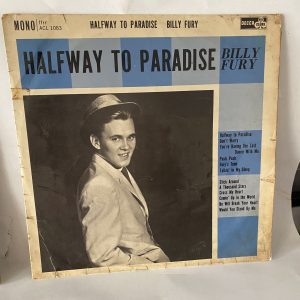 MONO
ACL 1083
HALFWAY TO PARADISE BILLY FURY
DECCA
HALFWAY TO PARADISE
BILLY
FURY
Halfway to Paradise
Don't Worry
You're Having the Last
Dance With Me
Push Push
Fury's Tune
Talkin' in My Sleep
Stick Around
A Thousand Stars
Cross My Heart
Comin' Up in the World
He Will Break Your Heart
Would You Stand By Me